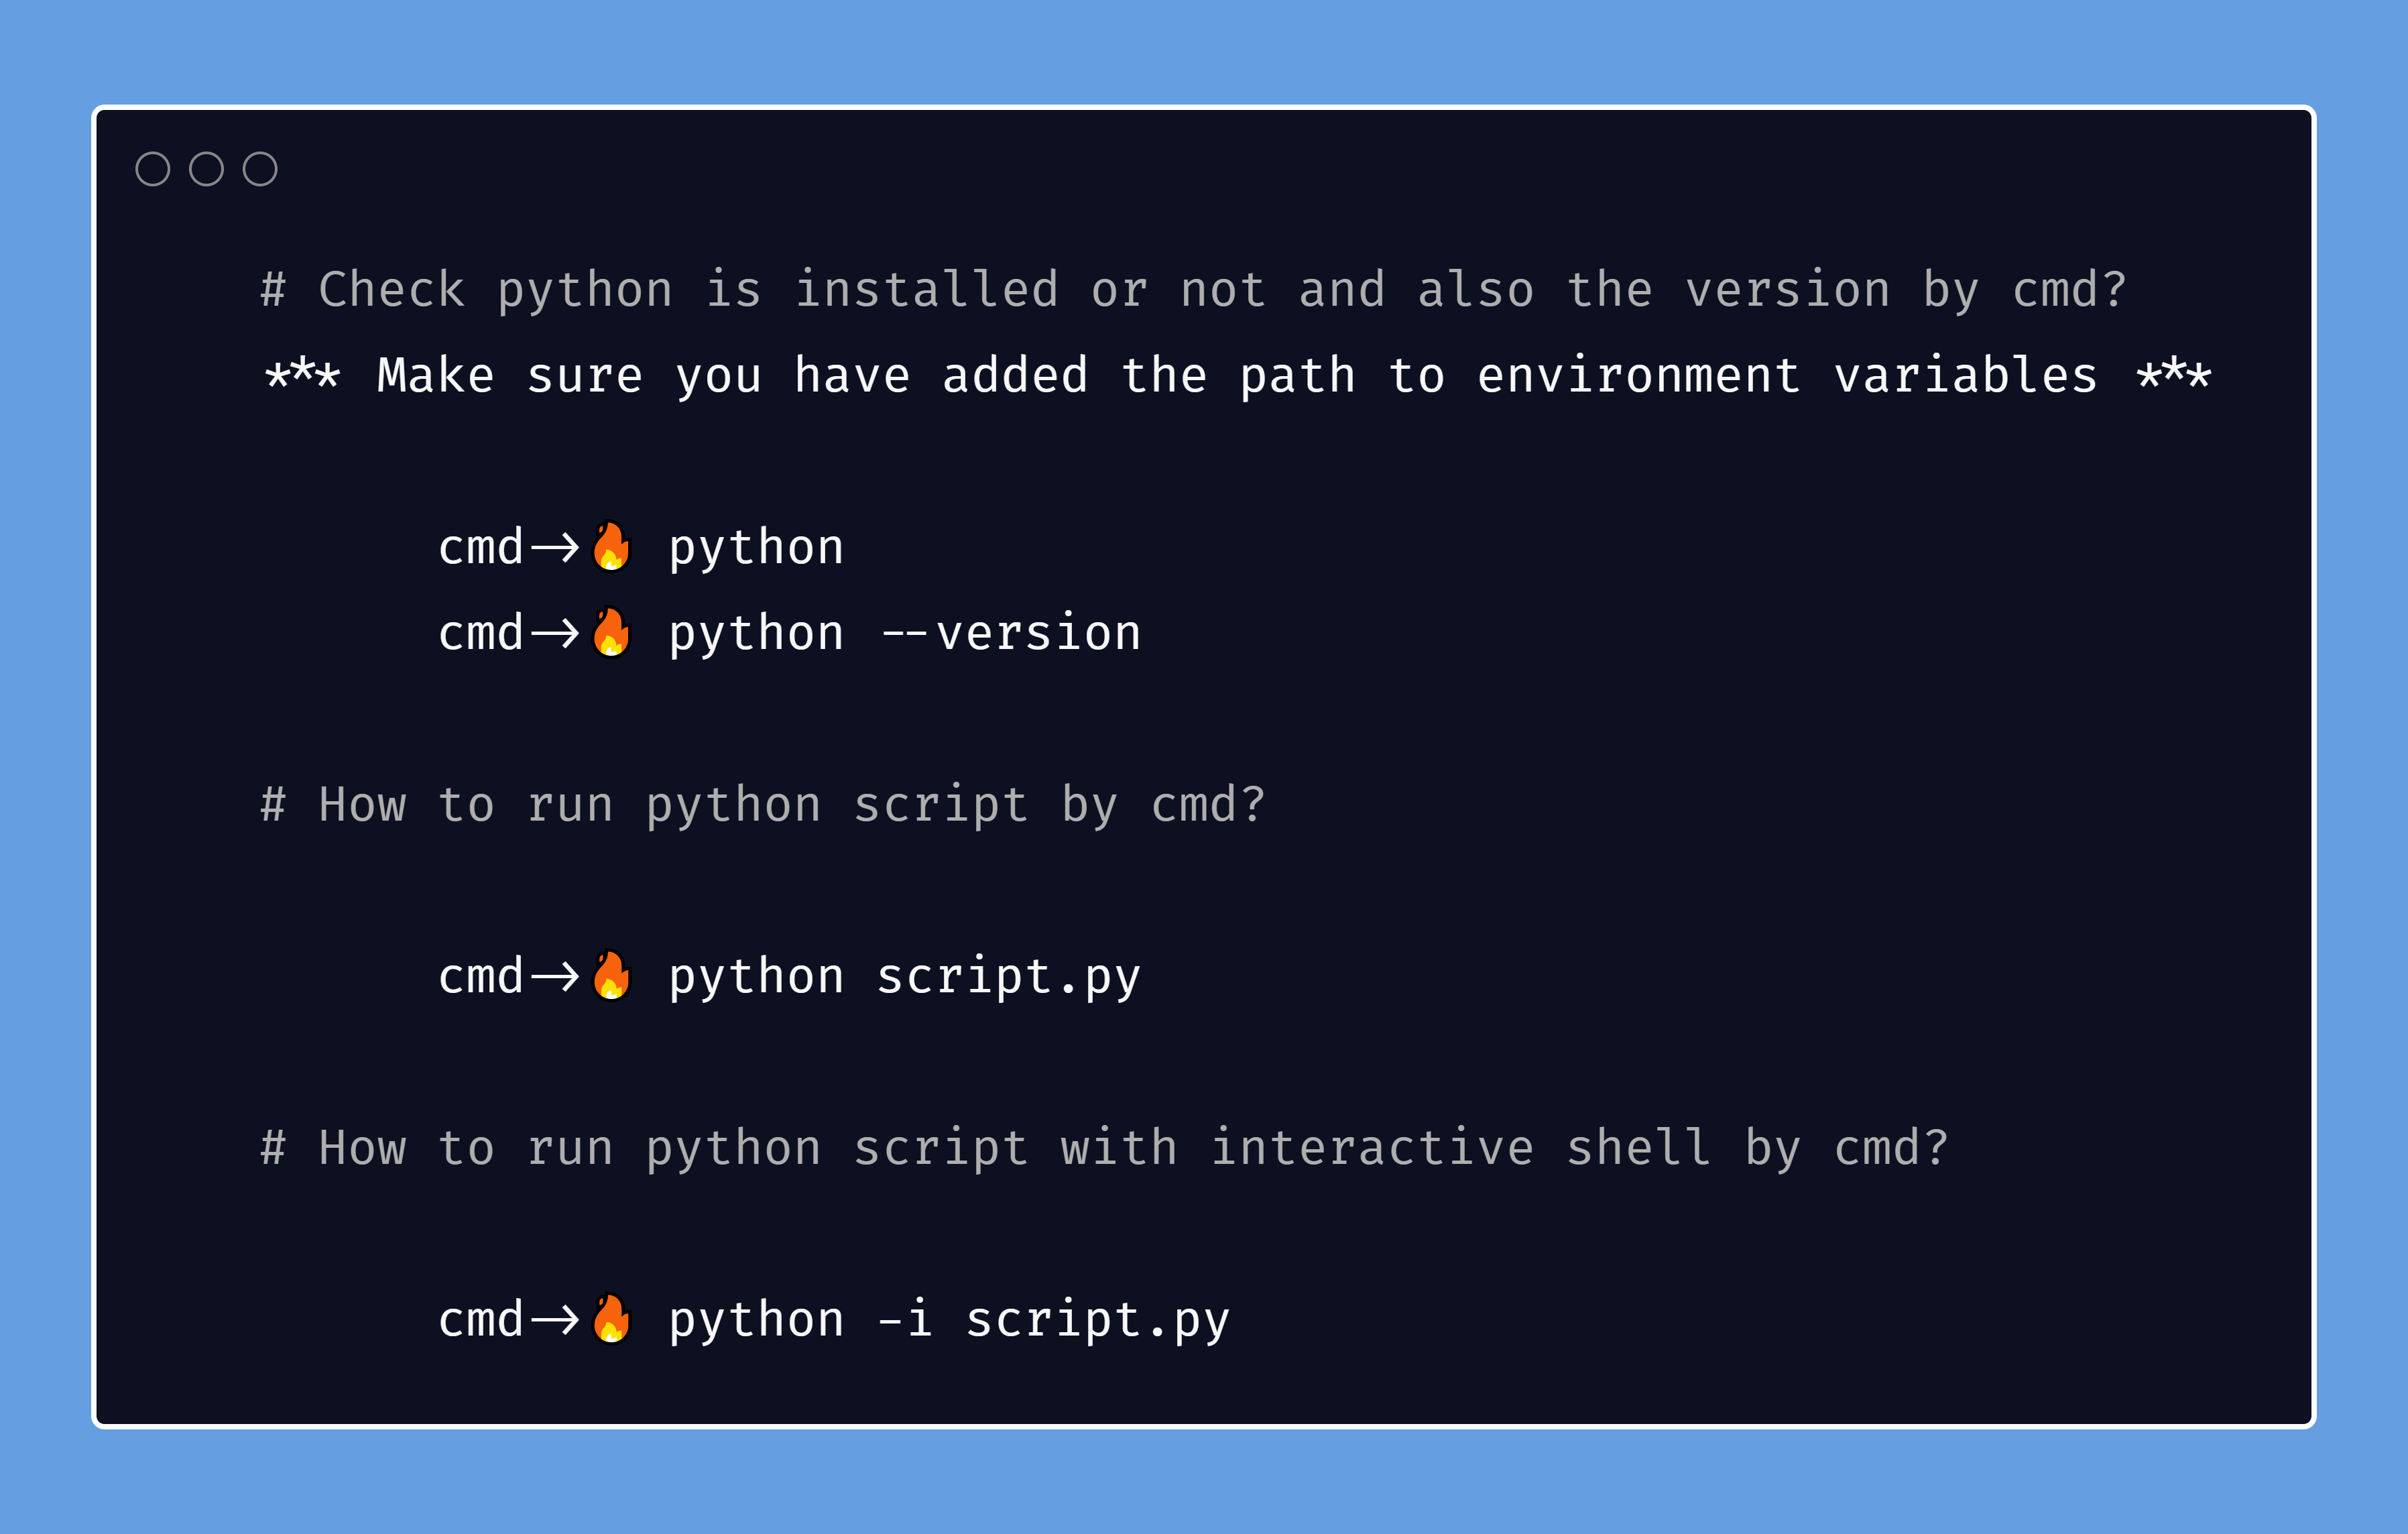 # Check python is installed or not and also the version by cmd?
*** Make sure you have added the path to environment variables ***
cmd->🔥 python
cmd->🔥 python --version
# How to run python script by cmd?
cmd->🔥 python script.py
# How to run python script with interactive shell by cmd?
cmd->🔥 python -i script.py